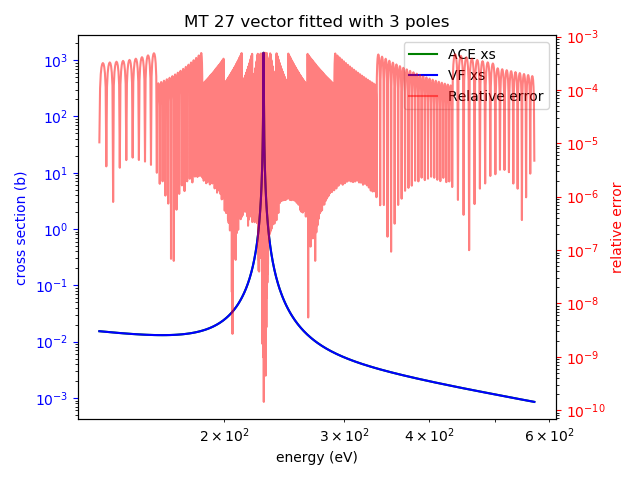 MT 27 vector fitted with 3 poles
ACE xs
VF xs
Relative error
cross section (b)
10³
10²
10¹
10⁰
10⁻¹
10⁻²
10⁻³
10⁻³
10⁻⁴
10⁻⁵
10⁻⁶
10⁻⁷
10⁻⁸
10⁻⁹
10⁻¹⁰
relative error
2 × 10² 3 × 10² 4 × 10² 6 × 10²
energy (eV)